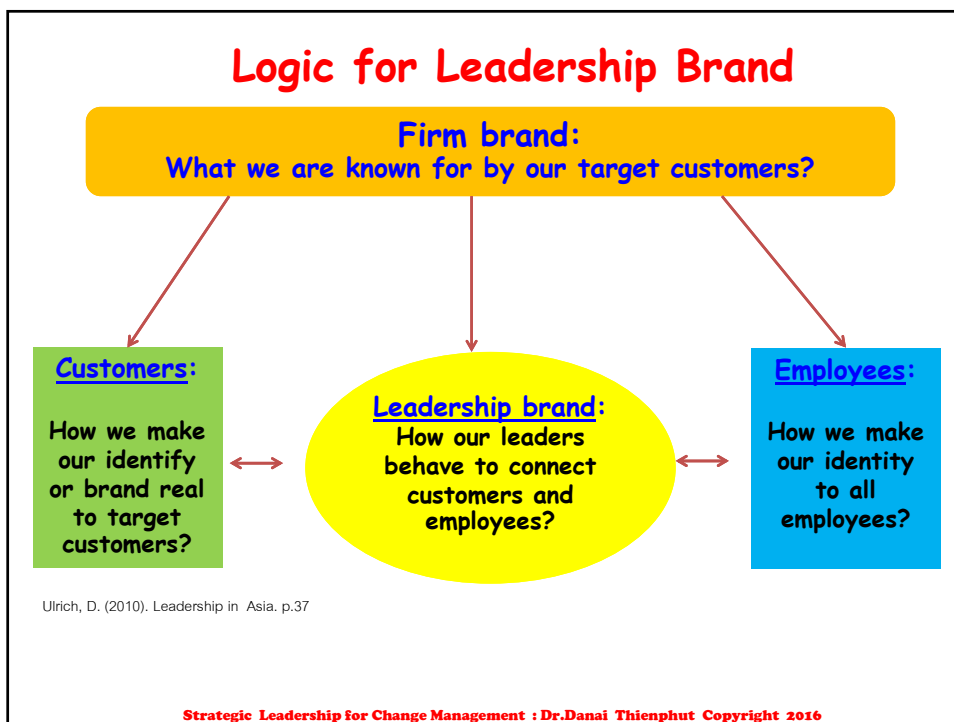 Logic for Leadership Brand
Firm brand:
What we are known for by our target customers?
Customers:
How we make
our identify
or brand real
to target
customers?
Leadership brand:
How our leaders
behave to connect
customers and
employees?
Employees:
How we make
our identity
to all
employees?
Ulrich, D. (2010). Leadership in Asia. p.37
Strategic Leadership for Change Management : Dr.Danai Thienphut Copyright 2016